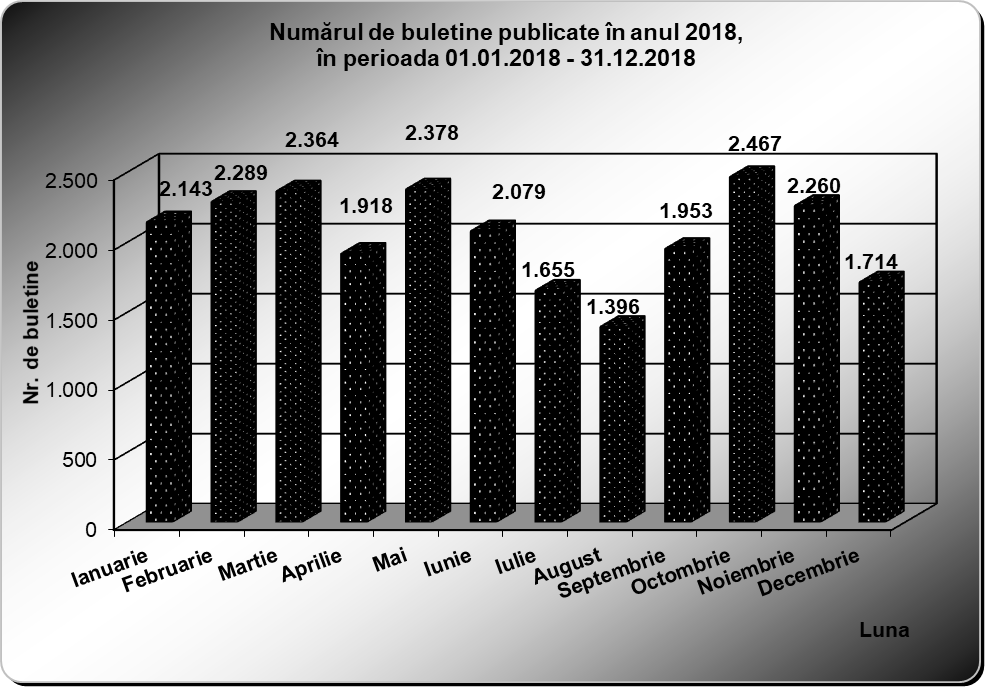 Numărul de buletine publicate în anul 2018,
în perioada 01.01.2018 - 31.12.2018
Nr. de buletine
2.500
2.000
1.500
1.000
500
0
2.143
2.289
2.364
1.918
2.378
2.079
1.655
1.396
1.953
2.467
2.260
1.714
Ianuarie
Februarie
Martie
Aprilie
Mai
Iunie
Iulie
August
Septembrie
Octombrie
Noiembrie
Decembrie
Luna